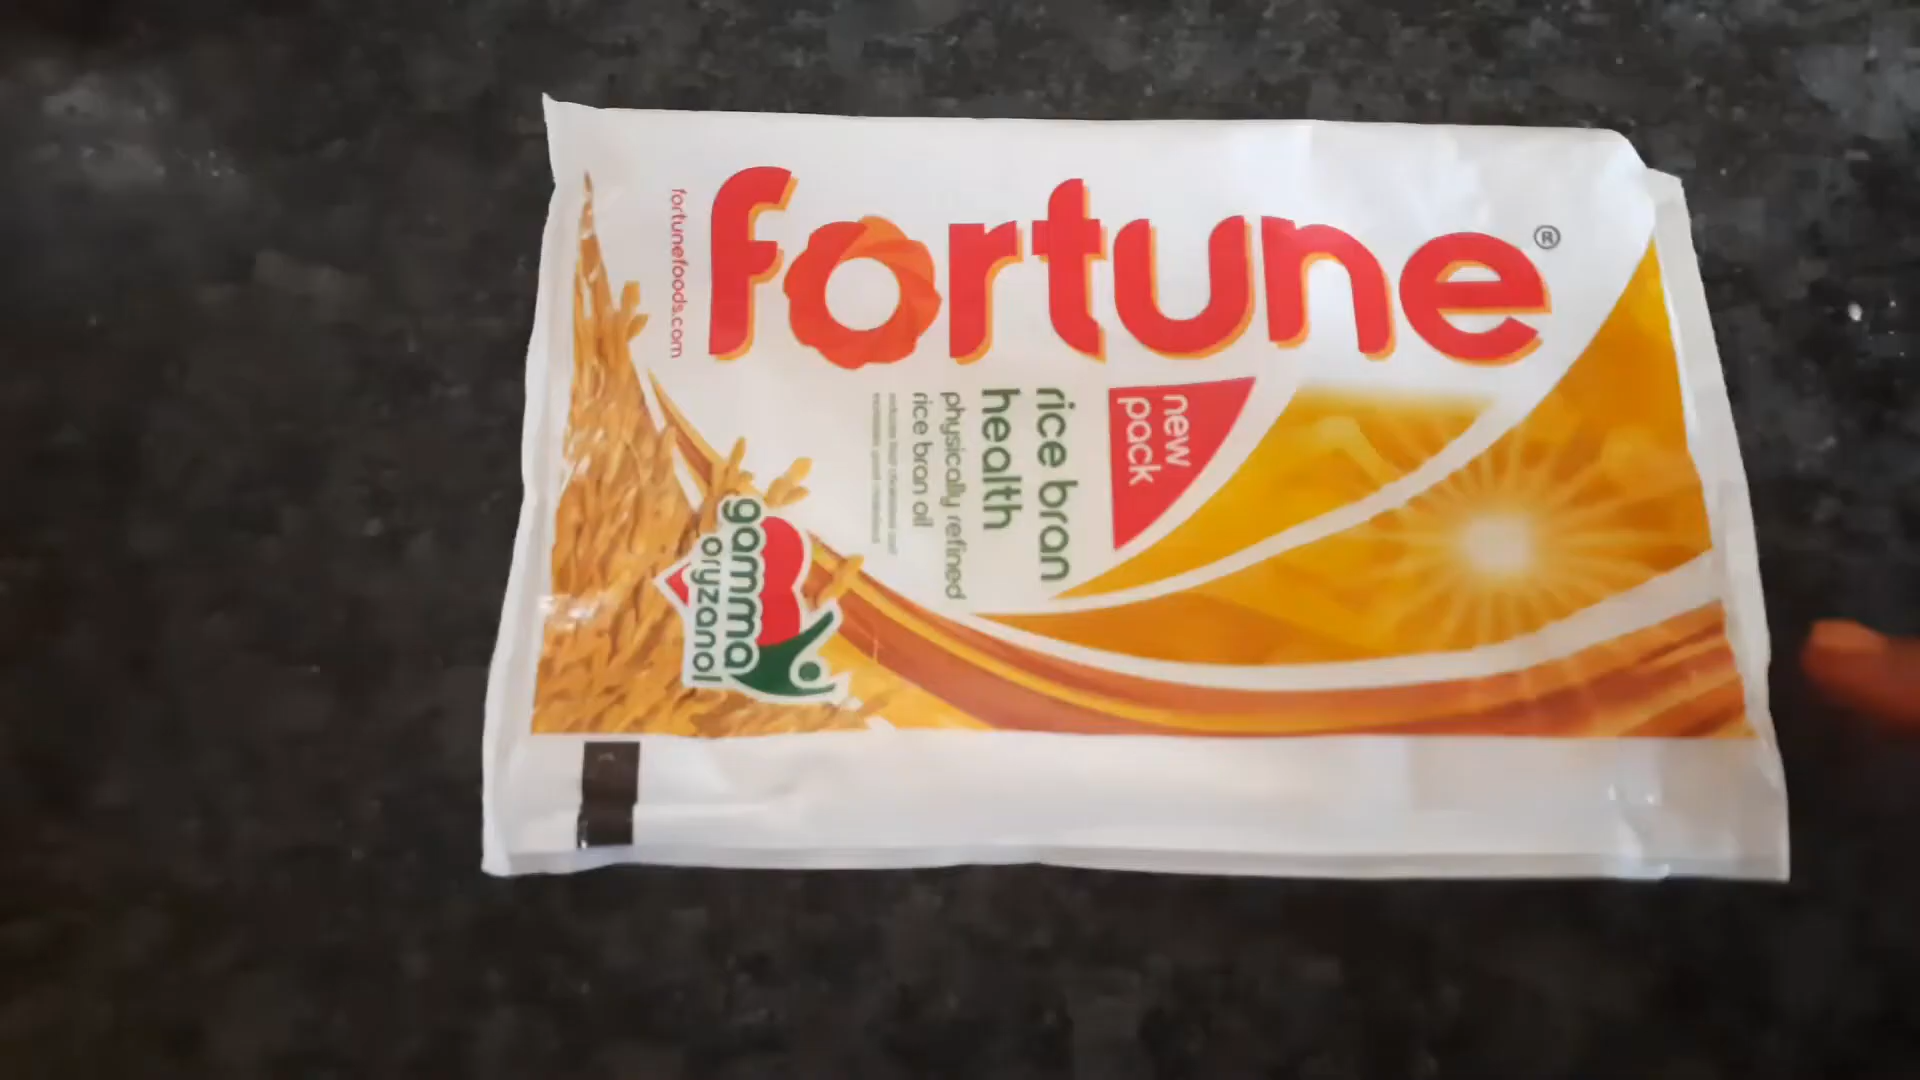 fortune®
fortunefoods.com
new
pack
rice bran
health
physically refined
rice bran oil
gamma
oryzanol